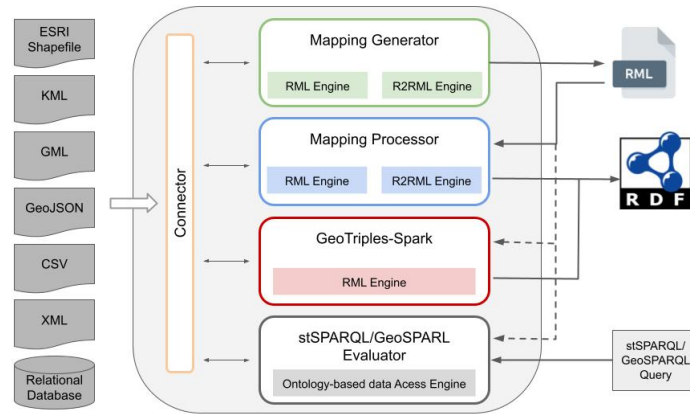 ESRI
Shapefile
KML
GML
GeoJSON
CSV
XML
Relational
Database
Connector
Mapping Generator
RML Engine
R2RML Engine
Mapping Processor
RML Engine
R2RML Engine
GeoTriples-Spark
RML Engine
stSPARQL/GeoSPARL
Evaluator
Ontology-based data Acess Engine
RML
RDF
stSPARQL/
GeoSPARQL
Query